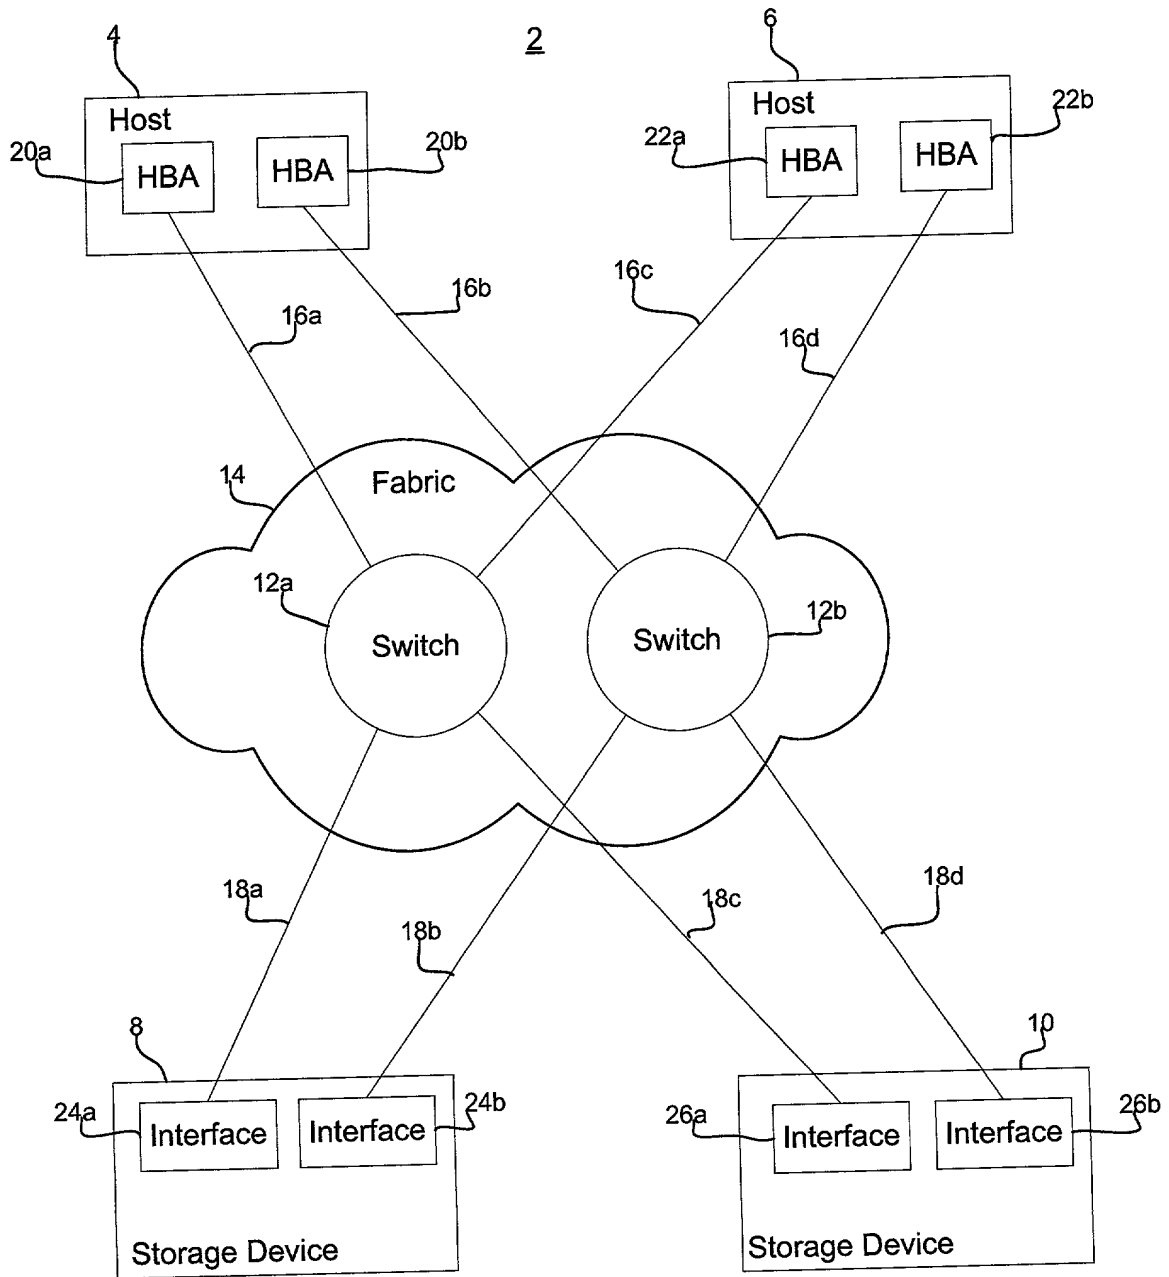 2
4
6
Host
HBA
HBA
20a
20b
Host
HBA
HBA
22a
22b
16a
16b
16c
16d
14
Fabric
12a
Switch
Switch
12b
18a
18b
18c
18d
8
24a
Interface
Interface
24b
Storage Device
10
26a
Interface
Interface
26b
Storage Device